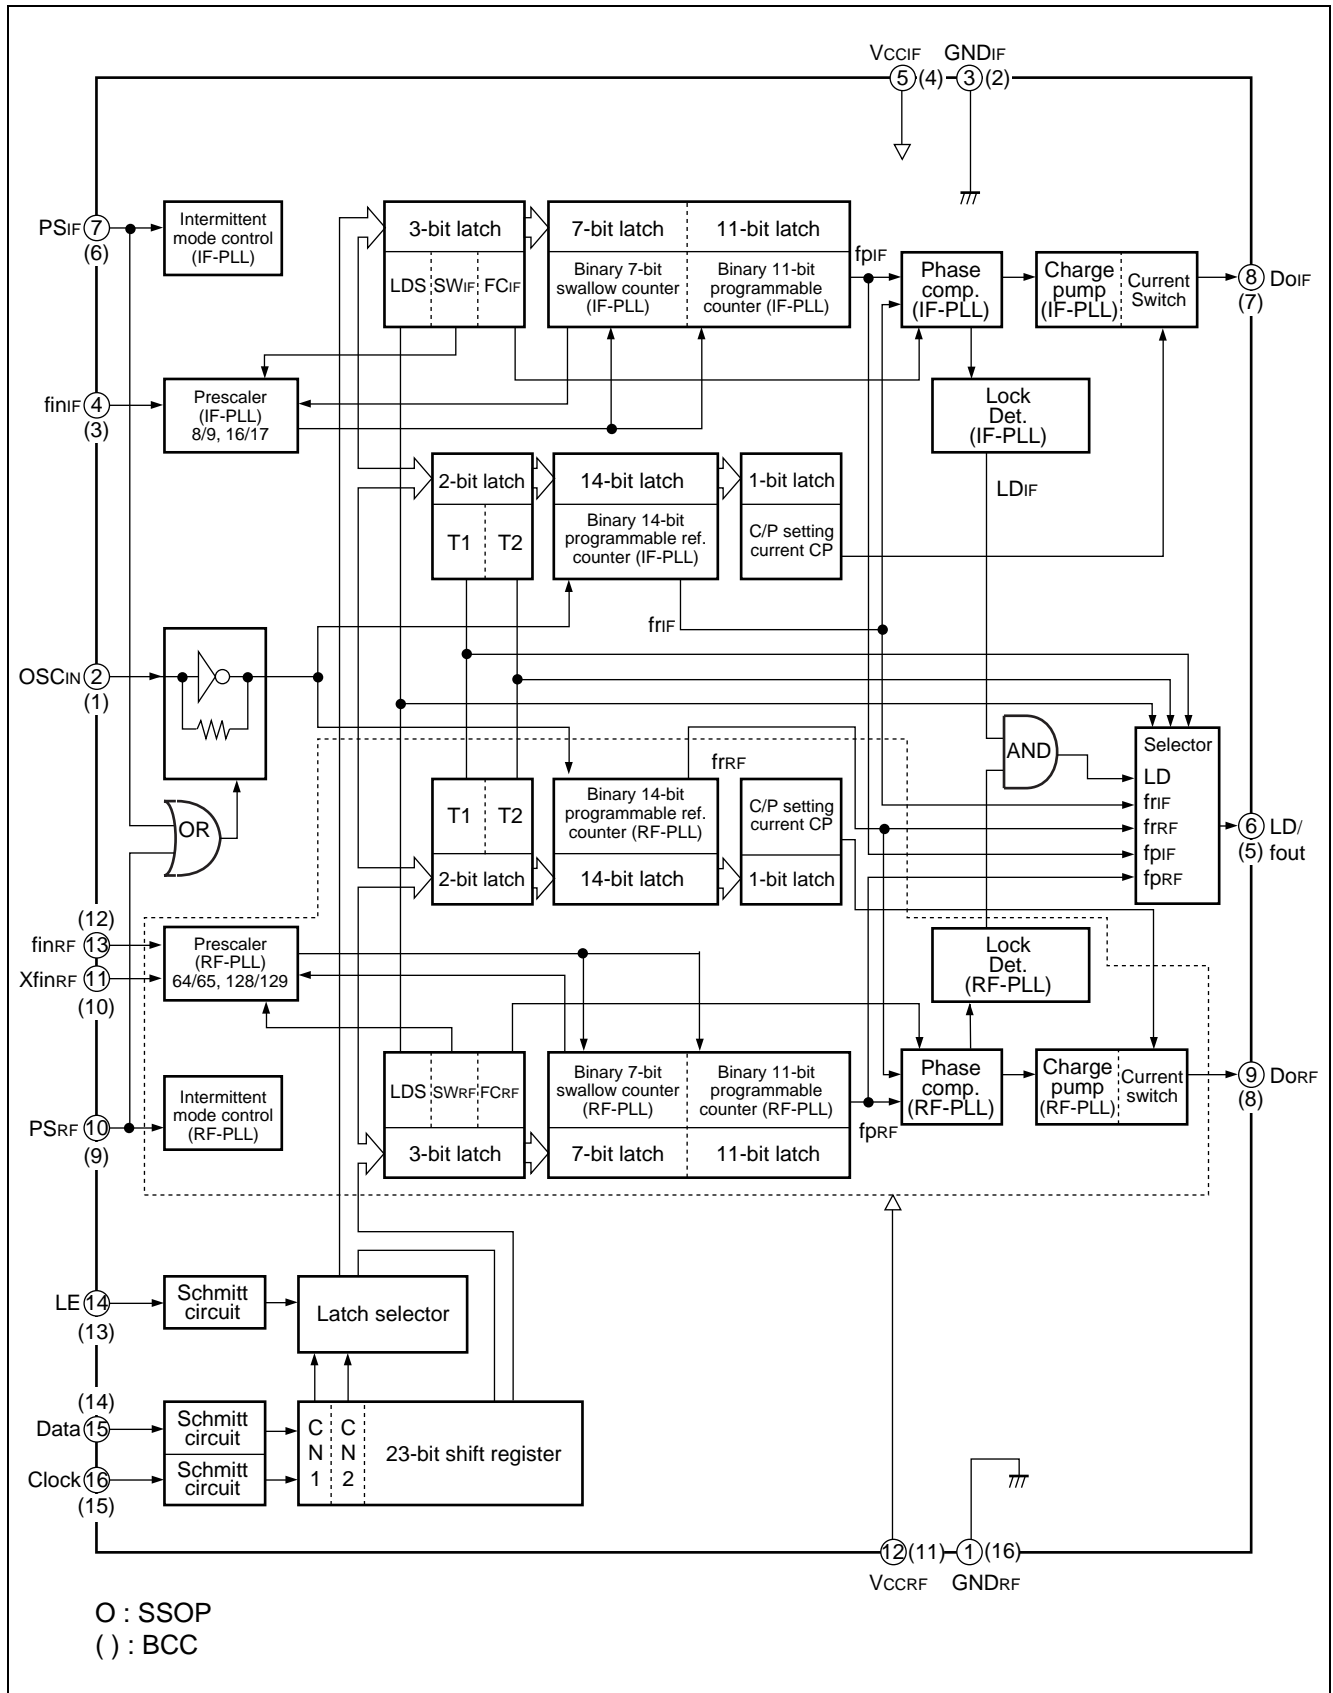 VCCIF GNDIF
5 (4) 3 (2)
PSIF 7
(6)
Intermittent
mode control
(IF-PLL)
3-bit latch
LDS SWIF FCIF
7-bit latch 11-bit latch
Binary 7-bit
swallow counter
(IF-PLL)
Binary 11-bit
programmable
counter (IF-PLL)
fpIF
Phase
comp.
(IF-PLL)
Charge
pump
(IF-PLL)
Current
Switch
8 DoIF
(7)
finIF 4
(3)
Prescaler
(IF-PLL)
8/9, 16/17
Lock
Det.
(IF-PLL)
LDIF
2-bit latch
T1 T2
14-bit latch
Binary 14-bit
programmable ref.
counter (IF-PLL)
1-bit latch
C/P setting
current CP
frIF
OSCIN 2
(1)
OR
AND
Selector
LD
frIF
frRF
fpIF
fpRF
6 LD/
(5) fout
frRF
T1 T2
2-bit latch
Binary 14-bit
programmable ref.
counter (RF-PLL)
14-bit latch
C/P setting
current CP
1-bit latch
(12)
finRF 13
XfinRF 11
(10)
Prescaler
(RF-PLL)
64/65, 128/129
Lock
Det.
(RF-PLL)
PSRF 10
(9)
Intermittent
mode control
(RF-PLL)
LDS SWRF FCRF
3-bit latch
Binary 7-bit
swallow counter
(RF-PLL)
Binary 11-bit
programmable
counter (RF-PLL)
7-bit latch 11-bit latch
fpRF
Phase
comp.
(RF-PLL)
Charge
pump
(RF-PLL)
Current
switch
9 DoRF
(8)
LE 14
(13)
Schmitt
circuit
Latch selector
(14)
Data 15
Schmitt
circuit
Clock 16
(15)
Schmitt
circuit
C
N
1
C
N
2
23-bit shift register
12 (11) 1 (16)
VCCRF GNDRF
O : SSOP
( ) : BCC